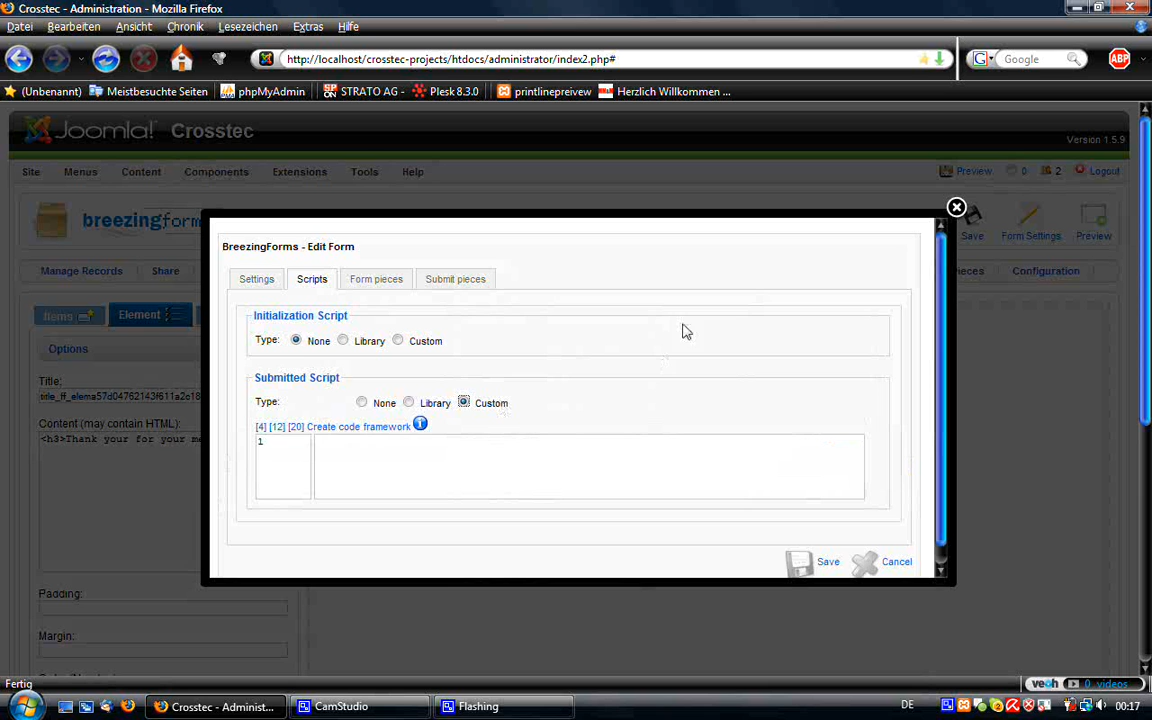 Crosstec - Administration - Mozilla Firefox
Datei Bearbeiten Ansicht Chronik Lesezeichen Extras Hilfe
http://localhost/crosstec-projects/htdocs/administrator/index2.php#
Google
ABP
(Unbenannt) Meistbesuchte Seiten phpMyAdmin STRATO AG - Plesk 8.3.0 printlinepreivew Herzlich Willkommen ...
Joomla! Crosstec
Version 1.5.9
Site Menus Content Components Extensions Tools Help
Preview 0 2 Logout
breezingform
Save Form Settings Preview
Manage Records Share
ieces Configuration
Items Element
Options
Title:
Content (may contain HTML):
<h3>Thank your for your me
Padding:
Margin:
BreezingForms - Edit Form
Settings Scripts Form pieces Submit pieces
Initialization Script
Type: None Library Custom
Submitted Script
Type: None Library Custom
[4] [12] [20] Create code framework
1
Save Cancel
Fertig
veoh 0 videos
Crosstec - Administ... CamStudio Flashing
DE
00:17